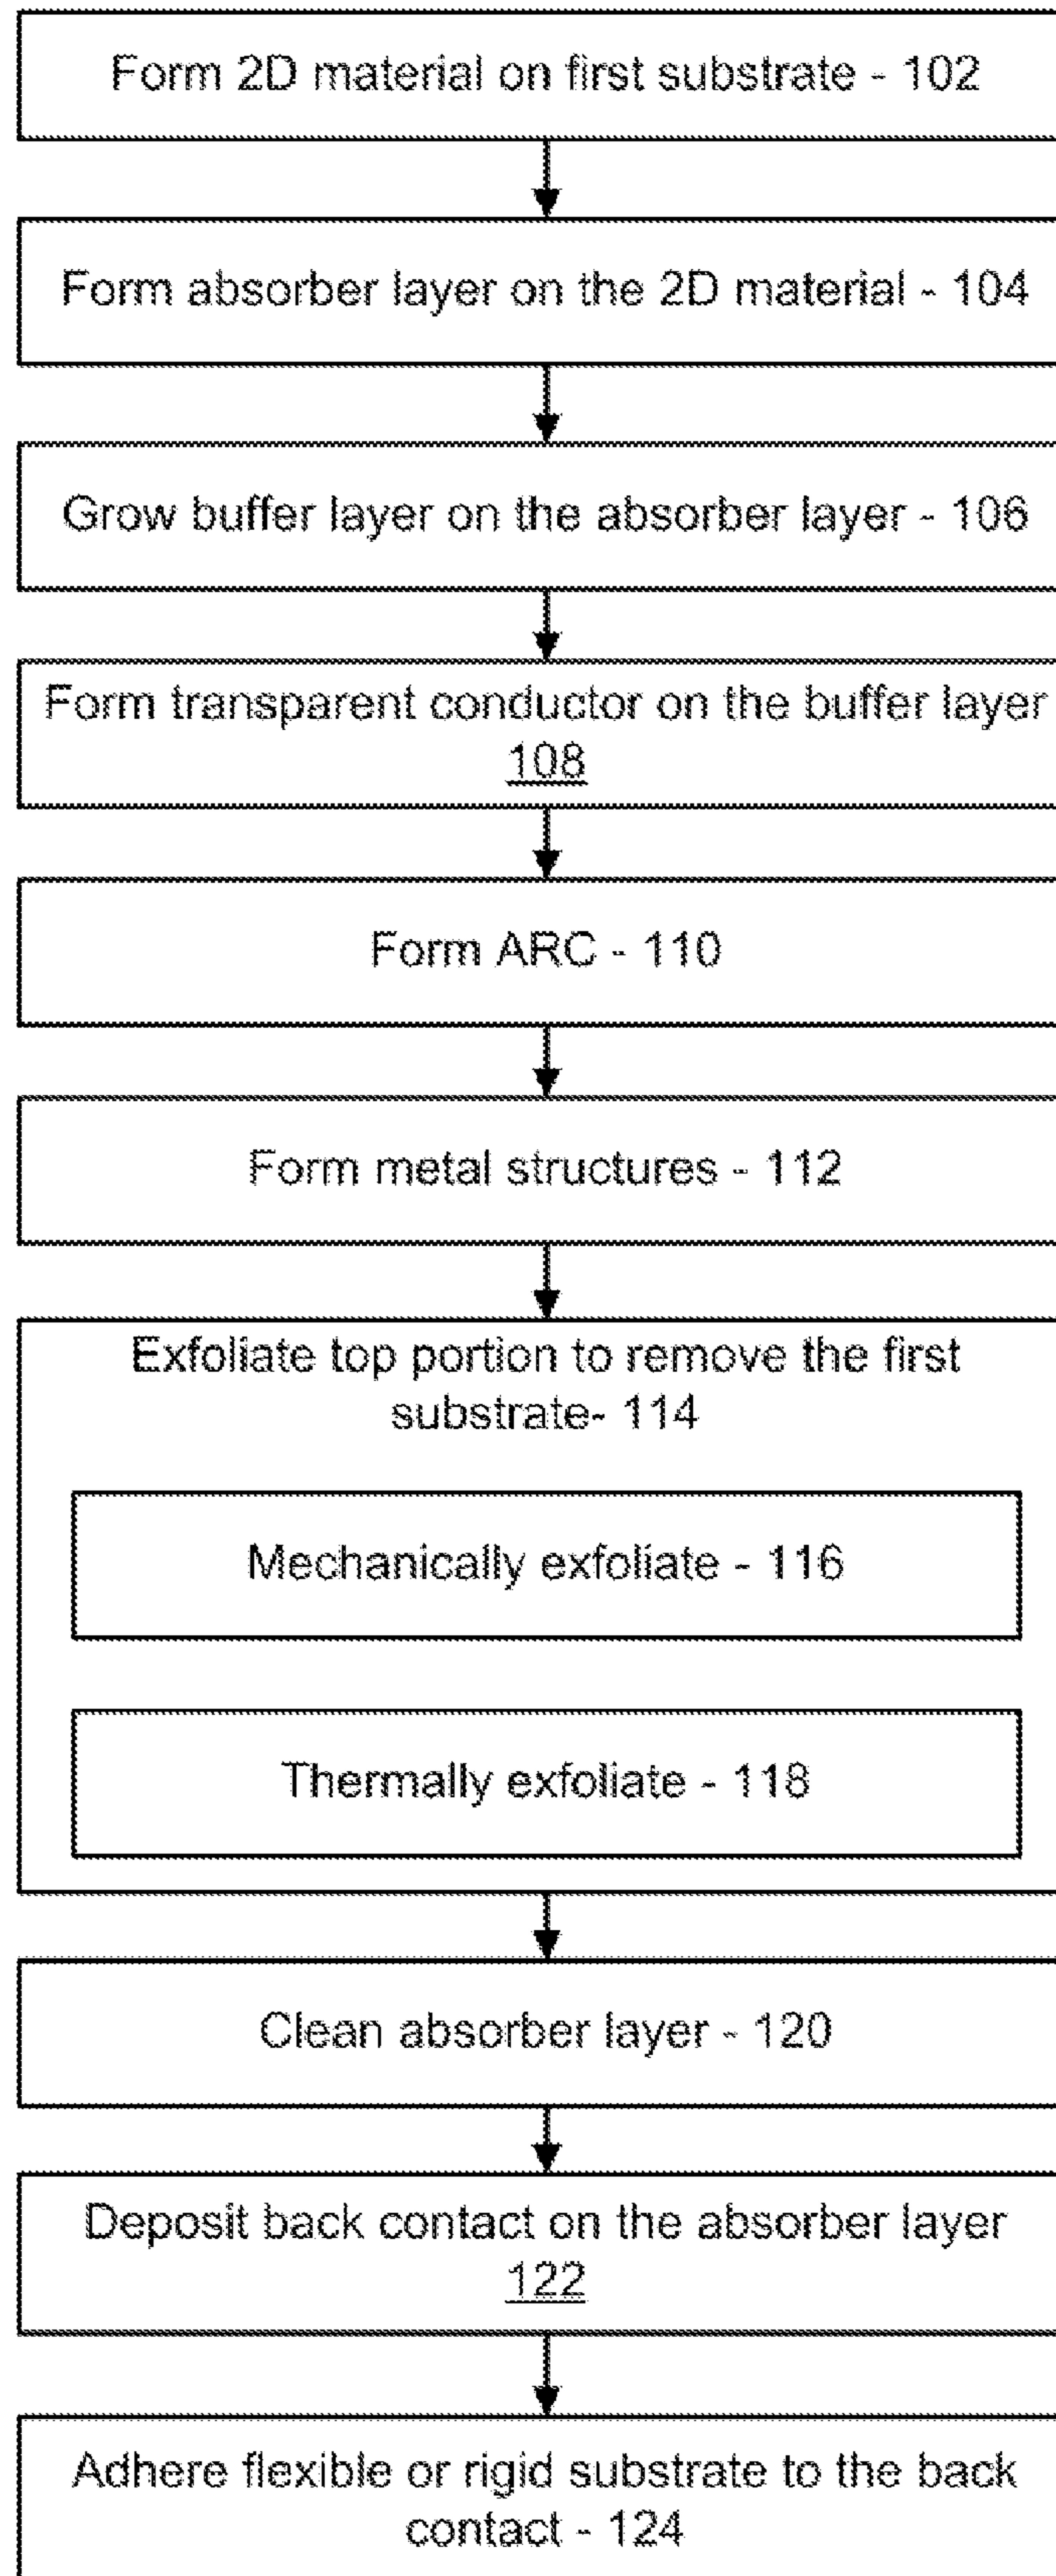 Form 2D material on first substrate - 102
Form absorber layer on the 2D material - 104
Grow buffer layer on the absorber layer - 106
Form transparent conductor on the buffer layer
108
Form ARC - 110
Form metal structures - 112
Exfoliate top portion to remove the first
substrate- 114
Mechanically exfoliate - 116
Thermally exfoliate - 118
Clean absorber layer - 120
Deposit back contact on the absorber layer
122
Adhere flexible or rigid substrate to the back
contact - 124